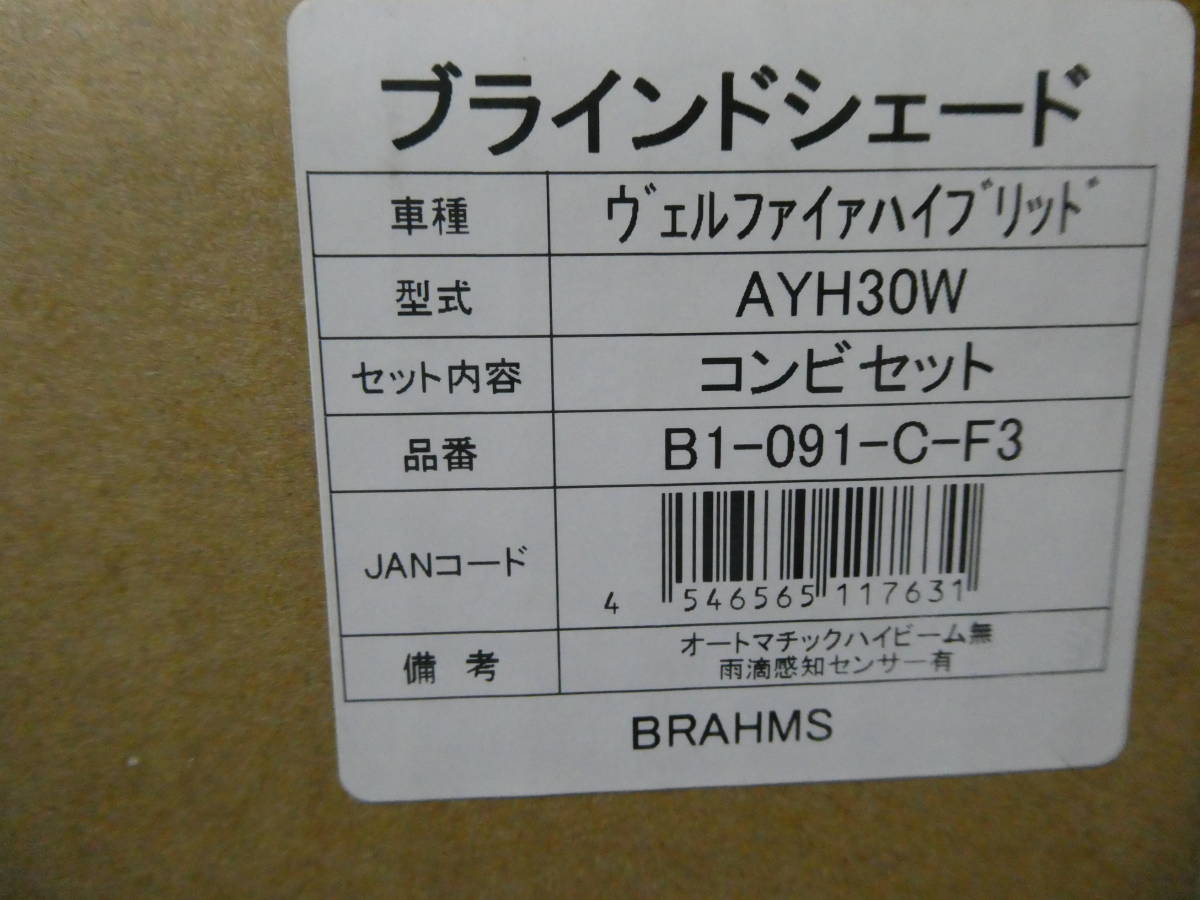 ブラインドシェード
車種 ヴェルファイァハイブリッド
型式 AYH30W
セット内容 コンビセット
品番 B1-091-C-F3
JANコード 4 546565 117631
備考 オートマチックハイビーム無
雨滴感知センサー有
BRAHMS